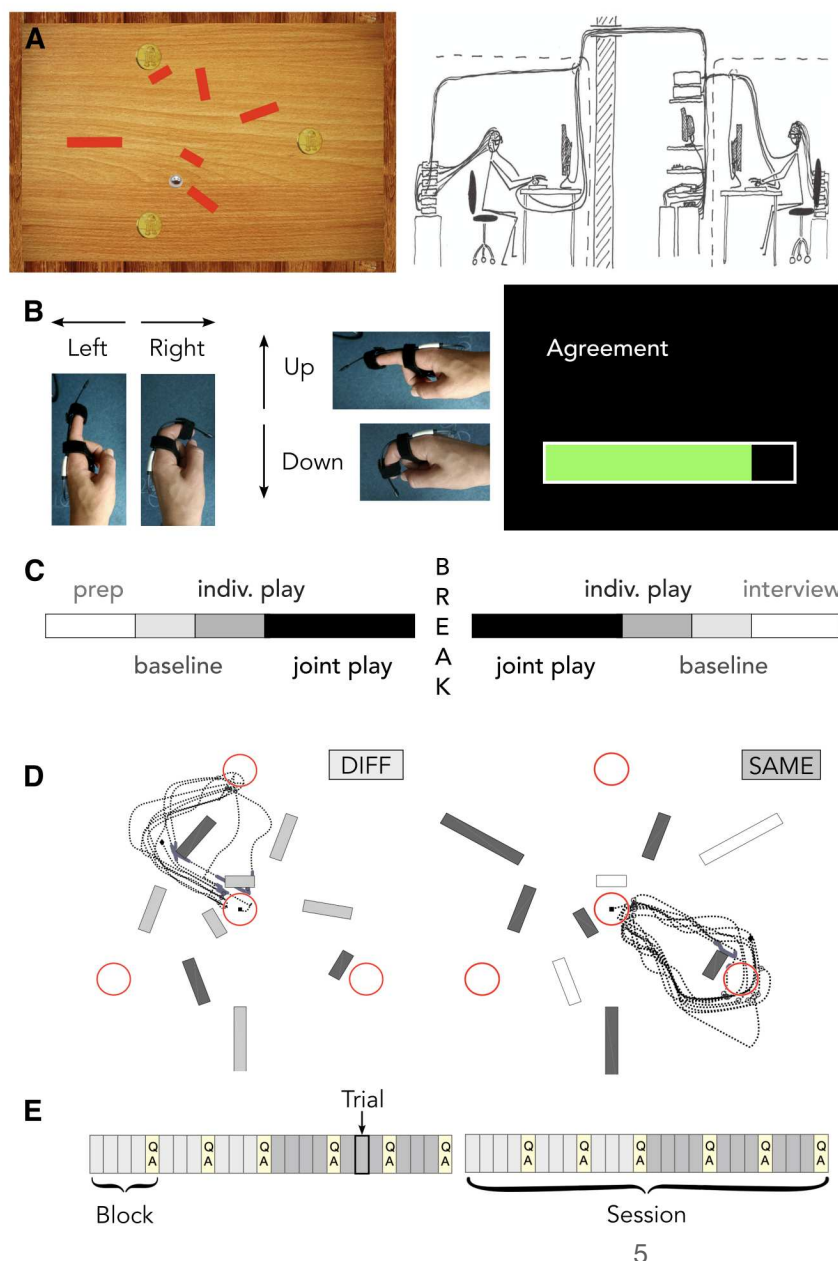 A
B
Left Right
Up
Down
Agreement
C
prep
indiv. play
baseline
joint play
B
R
E
A
K
indiv. play
interview
joint play
baseline
D
DIFF
SAME
E
Trial
Q Q Q Q Q Q Q Q Q Q Q Q
A A A A A A A A A A A A
Block
Session
5